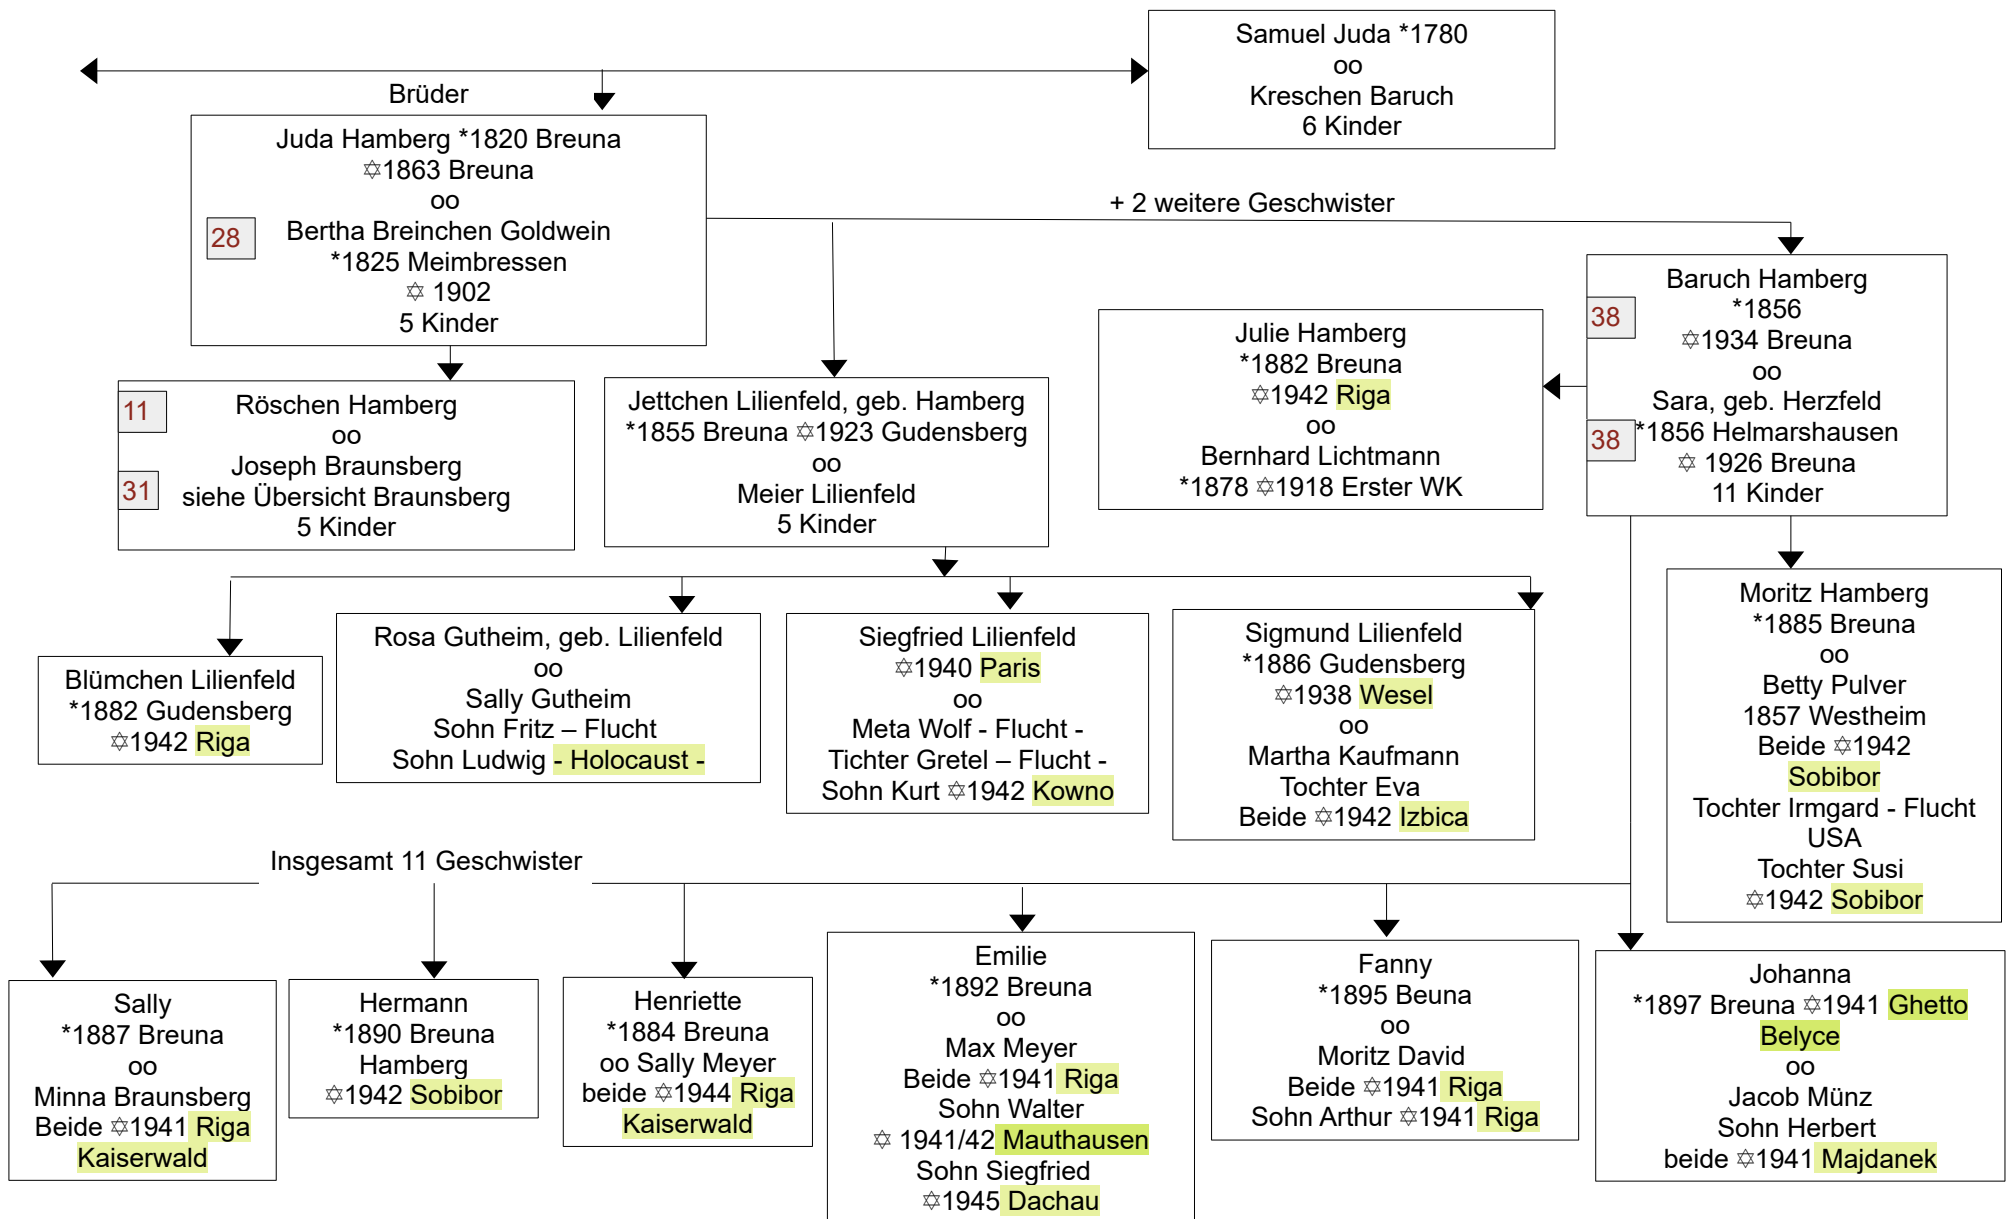 Samuel Juda *1780
oo
Kreschen Baruch
6 Kinder
Brüder
Juda Hamberg *1820 Breuna
✡1863 Breuna
oo
28
Bertha Breinchen Goldwein
*1825 Meimbressen
✡ 1902
5 Kinder
+ 2 weitere Geschwister
Baruch Hamberg
*1856
38
✡1934 Breuna
oo
Sara, geb. Herzfeld
38
*1856 Helmarshausen
✡ 1926 Breuna
11 Kinder
Julie Hamberg
*1882 Breuna
✡1942 Riga
oo
Bernhard Lichtmann
*1878 ✡1918 Erster WK
11
Röschen Hamberg
oo
Joseph Braunsberg
31
siehe Übersicht Braunsberg
5 Kinder
Jettchen Lilienfeld, geb. Hamberg
*1855 Breuna ✡1923 Gudensberg
oo
Meier Lilienfeld
5 Kinder
Blümchen Lilienfeld
*1882 Gudensberg
✡1942 Riga
Rosa Gutheim, geb. Lilienfeld
oo
Sally Gutheim
Sohn Fritz – Flucht
Sohn Ludwig - Holocaust -
Siegfried Lilienfeld
✡1940 Paris
oo
Meta Wolf - Flucht -
Tichter Gretel – Flucht -
Sohn Kurt ✡1942 Kowno
Sigmund Lilienfeld
*1886 Gudensberg
✡1938 Wesel
oo
Martha Kaufmann
Tochter Eva
Beide ✡1942 Izbica
Moritz Hamberg
*1885 Breuna
oo
Betty Pulver
1857 Westheim
Beide ✡1942
Sobibor
Tochter Irmgard - Flucht
USA
Tochter Susi
✡1942 Sobibor
Insgesamt 11 Geschwister
Sally
*1887 Breuna
oo
Minna Braunsberg
Beide ✡1941 Riga
Kaiserwald
Hermann
*1890 Breuna
Hamberg
✡1942 Sobibor
Henriette
*1884 Breuna
oo Sally Meyer
beide ✡1944 Riga
Kaiserwald
Emilie
*1892 Breuna
oo
Max Meyer
Beide ✡1941 Riga
Sohn Walter
✡ 1941/42 Mauthausen
Sohn Siegfried
✡1945 Dachau
Fanny
*1895 Beuna
oo
Moritz David
Beide ✡1941 Riga
Sohn Arthur ✡1941 Riga
Johanna
*1897 Breuna ✡1941 Ghetto
Belyce
oo
Jacob Münz
Sohn Herbert
beide ✡1941 Majdanek